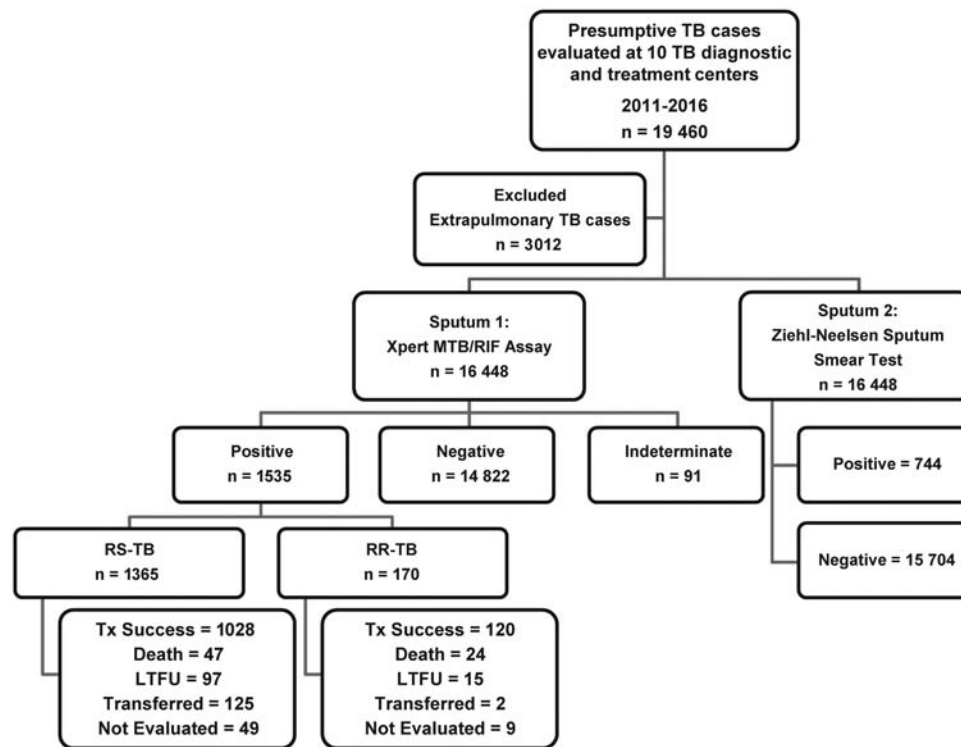 Presumptive TB cases
evaluated at 10 TB diagnostic
and treatment centers
2011-2016
n = 19 460
Excluded
Extrapulmonary TB cases
n = 3012
Sputum 1:
Xpert MTB/RIF Assay
n = 16 448
Sputum 2:
Ziehl-Neelsen Sputum
Smear Test
n = 16 448
Positive
n = 1535
Negative
n = 14 822
Indeterminate
n = 91
Positive = 744
Negative = 15 704
RS-TB
n = 1365
RR-TB
n = 170
Tx Success = 1028
Death = 47
LTFU = 97
Transferred = 125
Not Evaluated = 49
Tx Success = 120
Death = 24
LTFU = 15
Transferred = 2
Not Evaluated = 9